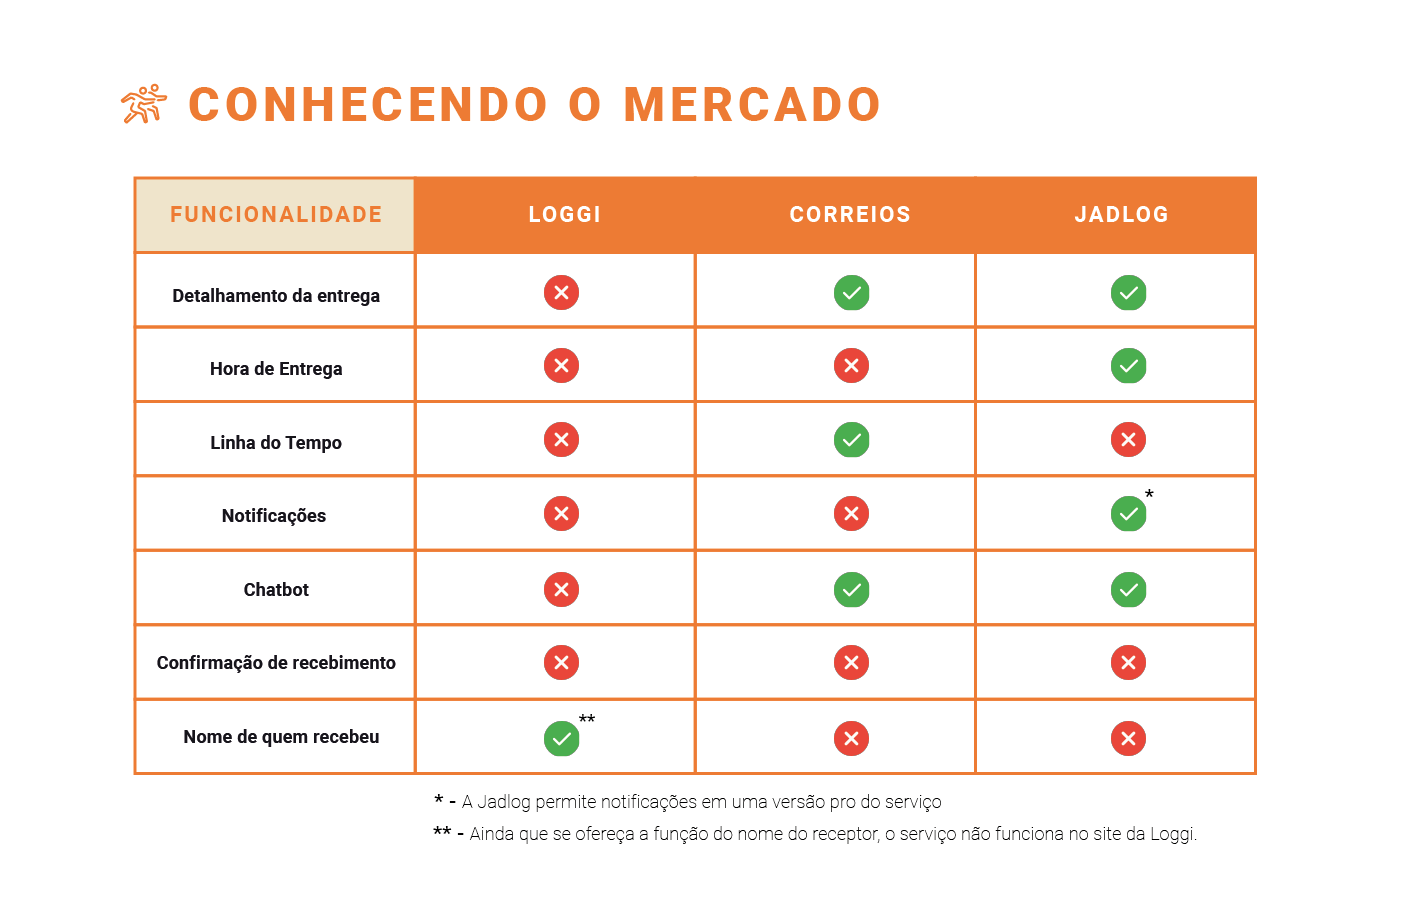 CONHECENDO O MERCADO
FUNCIONALIDADE LOGGI CORREIOS JADLOG
Detalhamento da entrega
Hora de Entrega
Linha do Tempo
Notificações *
Chatbot
Confirmação de recebimento
Nome de quem recebeu **
* - A Jadlog permite notificações em uma versão pro do serviço
** - Ainda que se ofereça a função do nome do receptor, o serviço não funciona no site da Loggi.